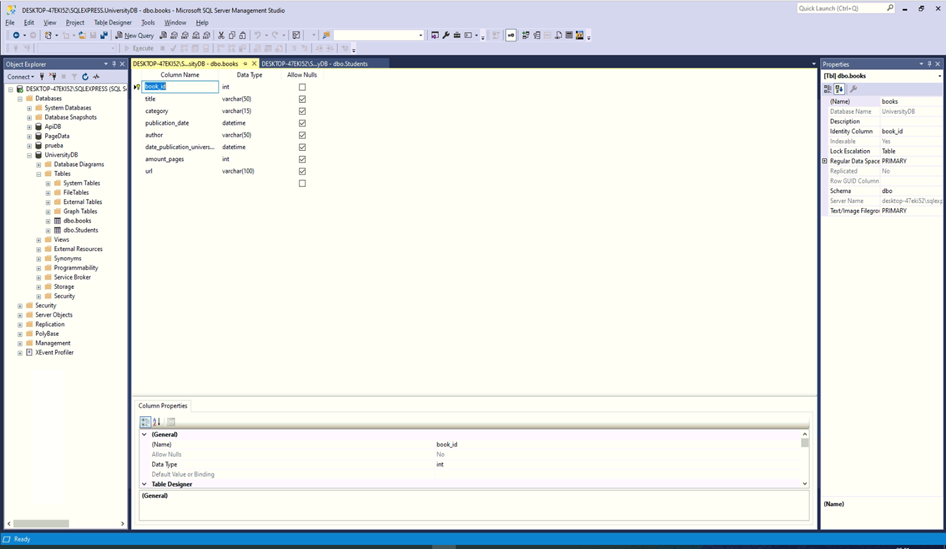 DESKTOP-47EKI52\SQLEXPRESS.UniversityDB - dbo.books - Microsoft SQL Server Management Studio
Quick Launch (Ctrl+Q)
File Edit View Project Table Designer Tools Window Help
New Query
Execute
Object Explorer
Connect
DESKTOP-47EKI52\SQLEXPRESS (SQL S
Databases
System Databases
Database Snapshots
ApiDB
PageData
prueba
UniversityDB
Database Diagrams
Tables
System Tables
FileTables
External Tables
Graph Tables
dbo.books
dbo.Students
Views
External Resources
Synonyms
Programmability
Service Broker
Storage
Security
Security
Server Objects
Replication
PolyBase
Management
XEvent Profiler
DESKTOP-47EKI52\S...sityDB - dbo.books DESKTOP-47EKI52\S...yDB - dbo.Students
Column Name Data Type Allow Nulls
book_id int
title varchar(50)
category varchar(15)
publication_date datetime
author varchar(50)
date_publication_univers... datetime
amount_pages int
url varchar(100)
Column Properties
(General)
(Name) book_id
Allow Nulls No
Data Type int
Default Value or Binding
Table Designer
(General)
Properties
[Tbl] dbo.books
(Name) books
Database Name UniversityDB
Description
Identity Column book_id
Indexable Yes
Lock Escalation Table
Regular Data Space PRIMARY
Replicated No
Row GUID Column
Schema dbo
Server Name desktop-47eki52\sqlexp
Text/Image Filegrou PRIMARY
(Name)
Ready